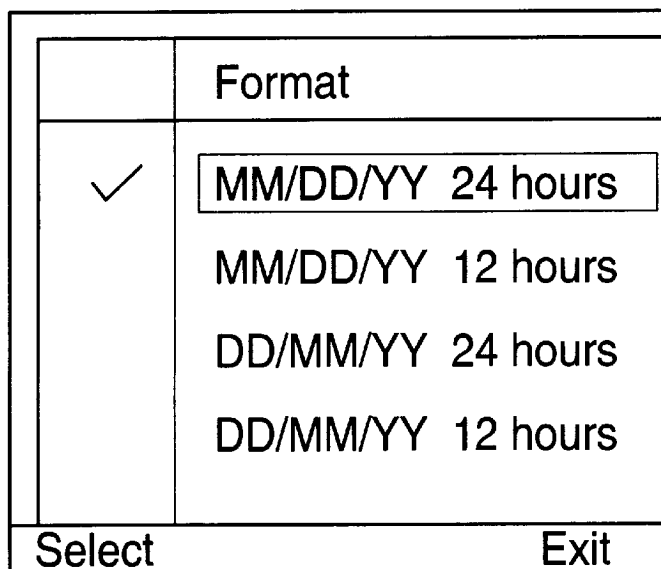 Format
MM/DD/YY 24 hours
MM/DD/YY 12 hours
DD/MM/YY 24 hours
DD/MM/YY 12 hours
Select Exit